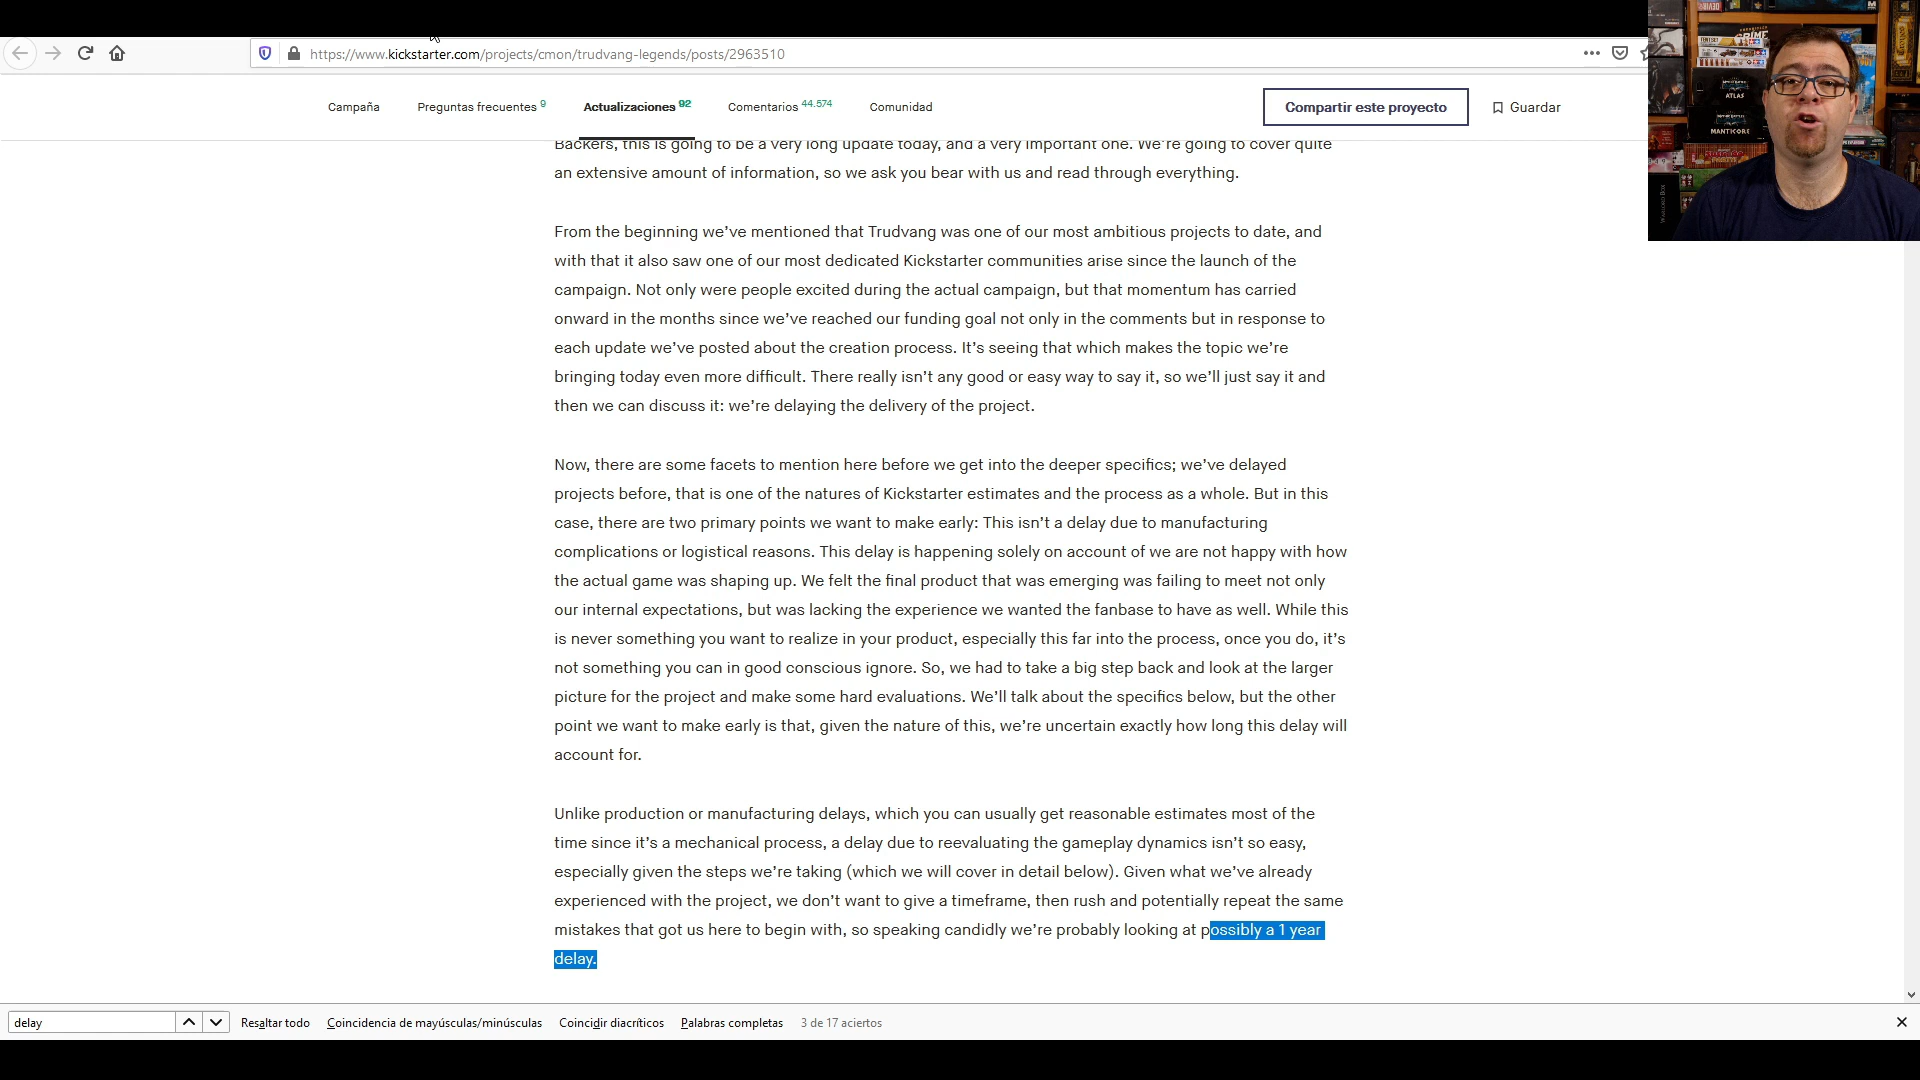 https://www.kickstarter.com/projects/cmon/trudvang-legends/posts/2963510
Campaña Preguntas frecuentes 9 Actualizaciones 92 Comentarios 44.574 Comunidad Compartir este proyecto Guardar
Backers, this is going to be a very long update today, and a very important one. We're going to cover quite
an extensive amount of information, so we ask you bear with us and read through everything.
From the beginning we've mentioned that Trudvang was one of our most ambitious projects to date, and
with that it also saw one of our most dedicated Kickstarter communities arise since the launch of the
campaign. Not only were people excited during the actual campaign, but that momentum has carried
onward in the months since we've reached our funding goal not only in the comments but in response to
each update we've posted about the creation process. It's seeing that which makes the topic we're
bringing today even more difficult. There really isn't any good or easy way to say it, so we'll just say it and
then we can discuss it: we're delaying the delivery of the project.
Now, there are some facets to mention here before we get into the deeper specifics; we've delayed
projects before, that is one of the natures of Kickstarter estimates and the process as a whole. But in this
case, there are two primary points we want to make early: This isn't a delay due to manufacturing
complications or logistical reasons. This delay is happening solely on account of we are not happy with how
the actual game was shaping up. We felt the final product that was emerging was failing to meet not only
our internal expectations, but was lacking the experience we wanted the fanbase to have as well. While this
is never something you want to realize in your product, especially this far into the process, once you do, it's
not something you can in good conscious ignore. So, we had to take a big step back and look at the larger
picture for the project and make some hard evaluations. We'll talk about the specifics below, but the other
point we want to make early is that, given the nature of this, we're uncertain exactly how long this delay will
account for.
Unlike production or manufacturing delays, which you can usually get reasonable estimates most of the
time since it's a mechanical process, a delay due to reevaluating the gameplay dynamics isn't so easy,
especially given the steps we're taking (which we will cover in detail below). Given what we've already
experienced with the project, we don't want to give a timeframe, then rush and potentially repeat the same
mistakes that got us here to begin with, so speaking candidly we're probably looking at possibly a 1 year
delay.
delay Resaltar todo Coincidencia de mayúsculas/minúsculas Coincidir diacríticos Palabras completas 3 de 17 aciertos
ATLAS
MANTICORE